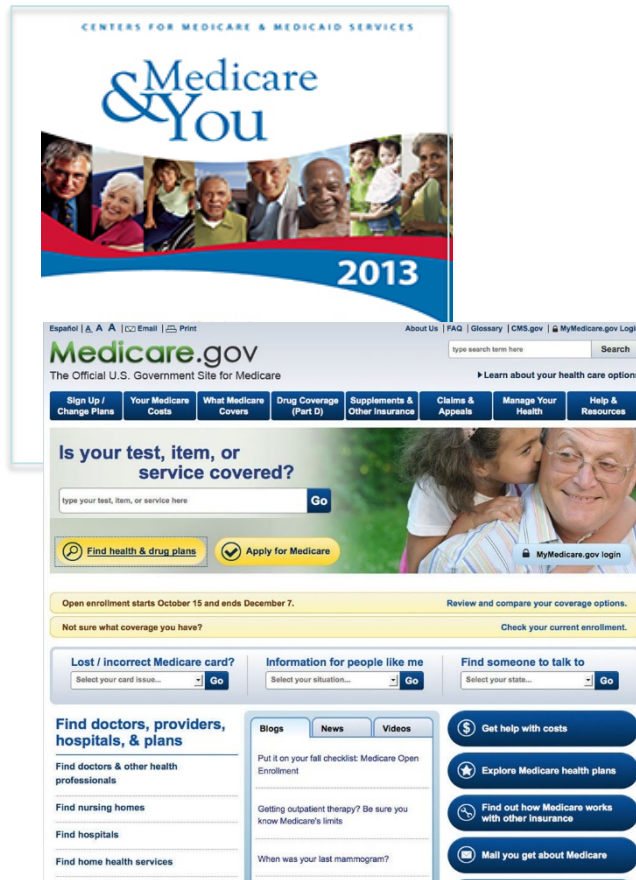 CENTERS FOR MEDICARE & MEDICAID SERVICES
Medicare
&You
2013
Español | A A A | Email | Print
About Us | FAQ | Glossary | CMS.gov | MyMedicare.gov Login
Medicare.gov
type search term here
Search
The Official U.S. Government Site for Medicare
Learn about your health care options
Sign Up / Change Plans
Your Medicare Costs
What Medicare Covers
Drug Coverage (Part D)
Supplements & Other Insurance
Claims & Appeals
Manage Your Health
Help & Resources
Is your test, item, or
service covered?
type your test, item, or service here
Go
Find health & drug plans
Apply for Medicare
MyMedicare.gov login
Open enrollment starts October 15 and ends December 7.
Review and compare your coverage options.
Not sure what coverage you have?
Check your current enrollment.
Lost / incorrect Medicare card?
Select your card issue...
Go
Information for people like me
Select your situation...
Go
Find someone to talk to
Select your state...
Go
Find doctors, providers,
hospitals, & plans
Find doctors & other health
professionals
Find nursing homes
Find hospitals
Find home health services
Blogs
News
Videos
Put it on your fall checklist: Medicare Open
Enrollment
Getting outpatient therapy? Be sure you
know Medicare's limits
When was your last mammogram?
Get help with costs
Explore Medicare health plans
Find out how Medicare works
with other insurance
Mail you get about Medicare